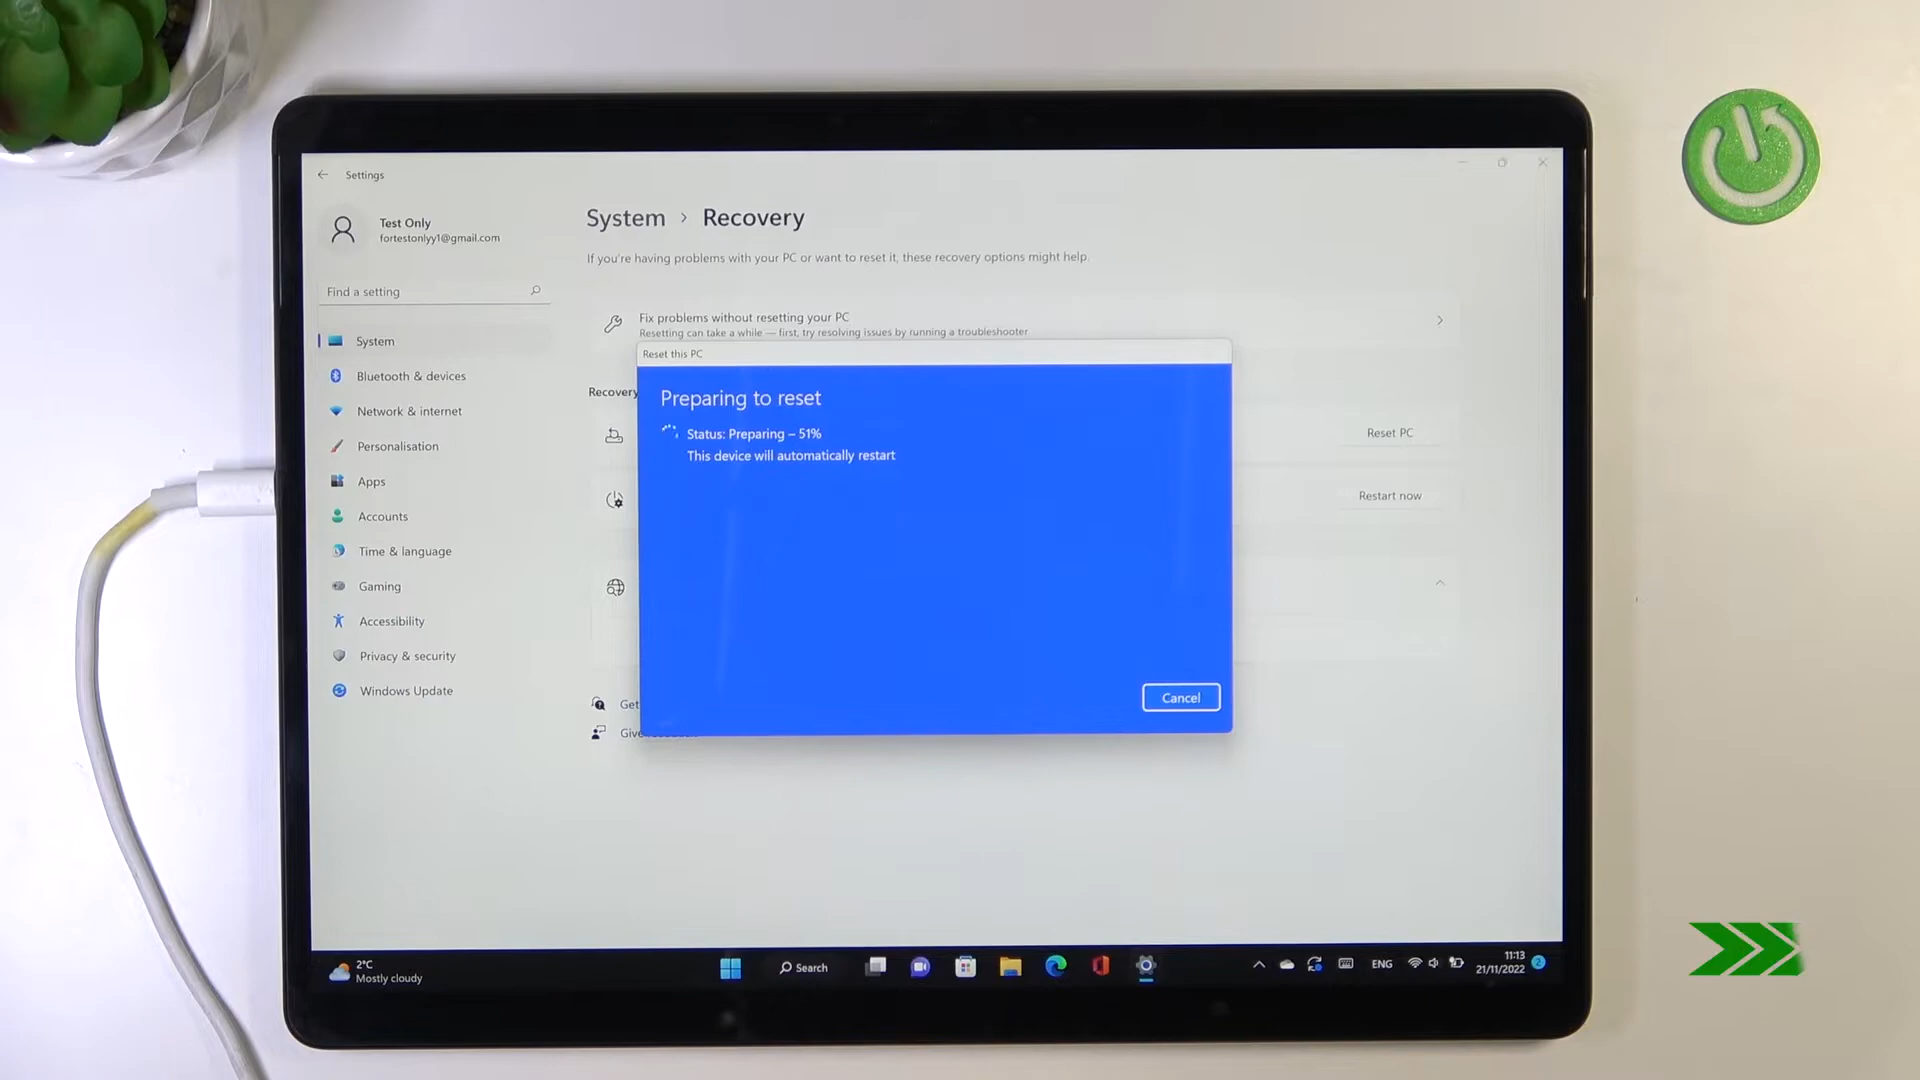 Settings
Test Only
fortestonlyy1@gmail.com
Find a setting
System
Bluetooth & devices
Network & internet
Personalisation
Apps
Accounts
Time & language
Gaming
Accessibility
Privacy & security
Windows Update
System > Recovery
If you're having problems with your PC or want to reset it, these recovery options might help.
Fix problems without resetting your PC
Resetting can take a while — first, try resolving issues by running a troubleshooter
Recovery
Reset PC
Restart now
Get
Give
Reset this PC
Preparing to reset
Status: Preparing – 51%
This device will automatically restart
Cancel
2°C
Mostly cloudy
Search
ENG
11:13
21/11/2022
2